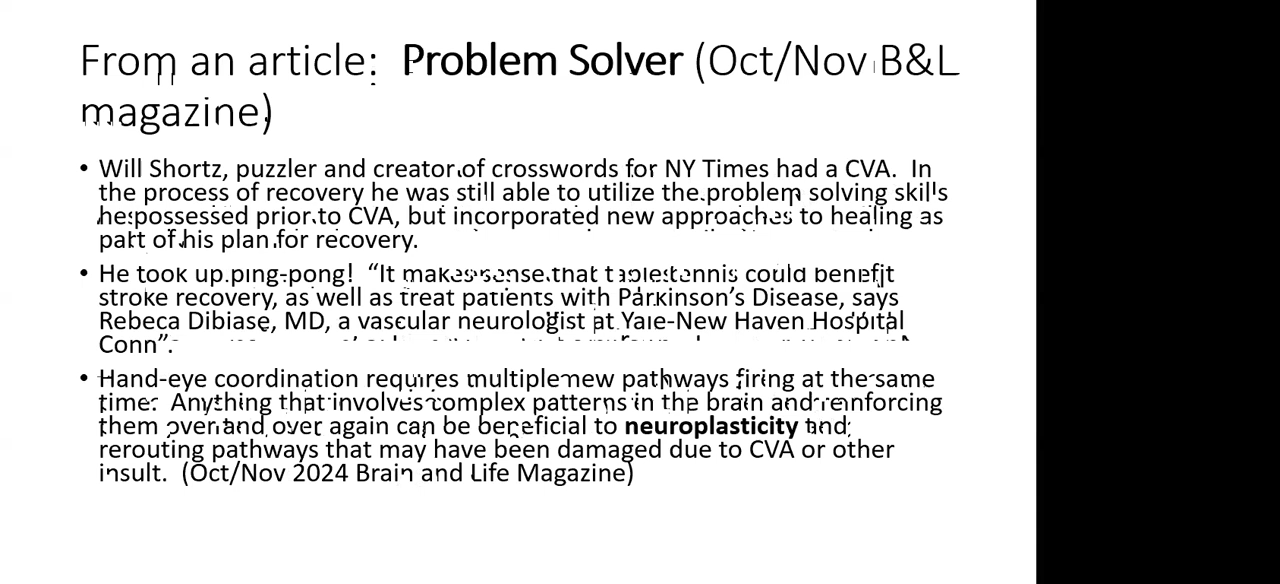 From an article: Problem Solver (Oct/Nov B&L
magazine)
• Will Shortz, puzzler and creator of crosswords for NY Times had a CVA. In
the process of recovery he was still able to utilize the problem solving skills
he possessed prior to CVA, but incorporated new approaches to healing as
part of his plan for recovery.
• He took up ping-pong! “It makes sense that table tennis could benefit
stroke recovery, as well as treat patients with Parkinson’s Disease, says
Rebeca Dibiase, MD, a vascular neurologist at Yale-New Haven Hospital
Conn”.
• Hand-eye coordination requires multiple new pathways firing at the same
time. Anything that involves complex patterns in the brain and reinforcing
them over and over again can be beneficial to neuroplasticity and
rerouting pathways that may have been damaged due to CVA or other
insult. (Oct/Nov 2024 Brain and Life Magazine)